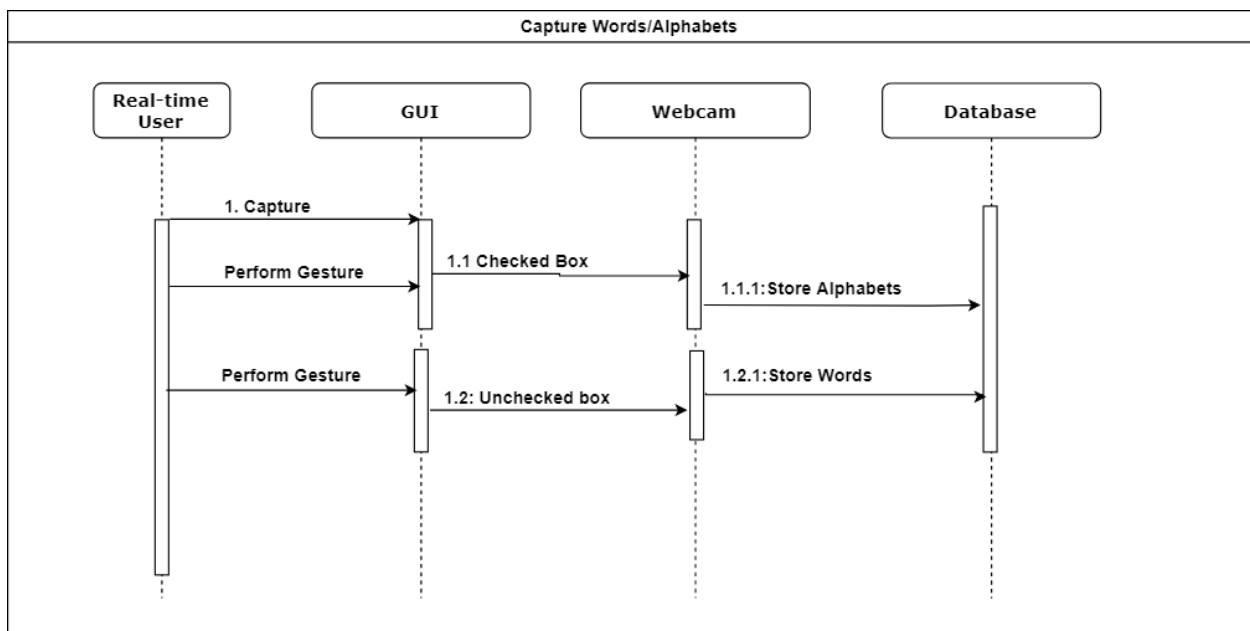 Capture Words/Alphabets
Real-time
User
GUI
Webcam
Database
1. Capture
1.1 Checked Box
Perform Gesture
1.1.1:Store Alphabets
Perform Gesture
1.2.1:Store Words
1.2: Unchecked box